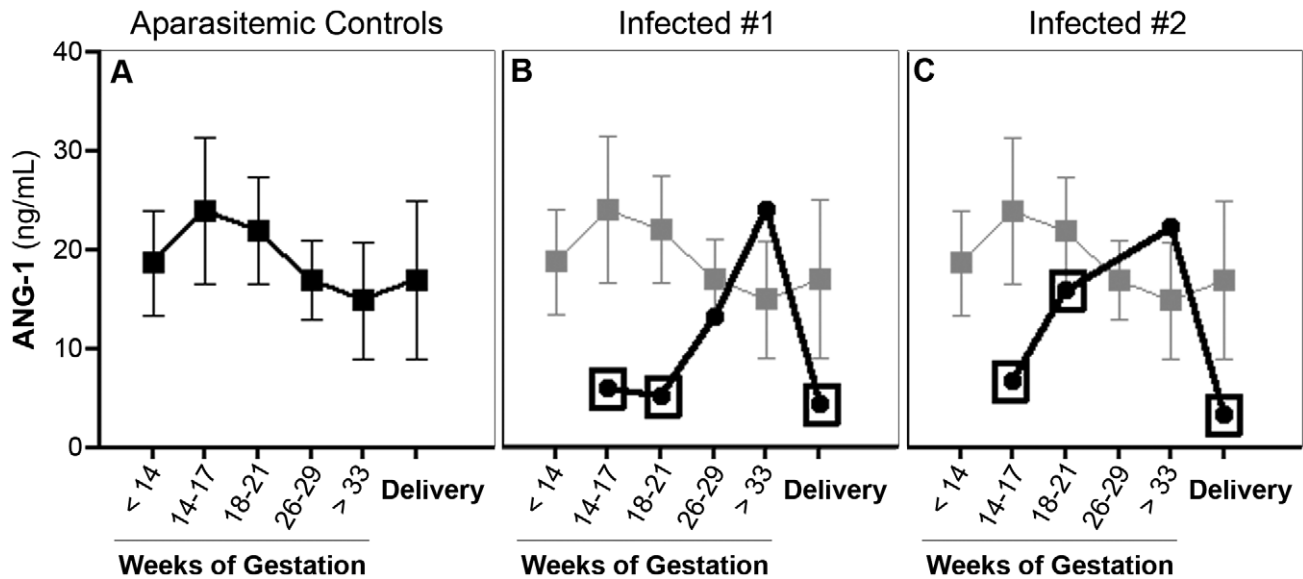 Aparasitemic Controls
Infected #1
Infected #2
ANG-1 (ng/mL)
40
30
20
10
0
A
B
C
< 14
14-17
18-21
26-29
> 33
Delivery
< 14
14-17
18-21
26-29
> 33
Delivery
< 14
14-17
18-21
26-29
> 33
Delivery
Weeks of Gestation
Weeks of Gestation
Weeks of Gestation